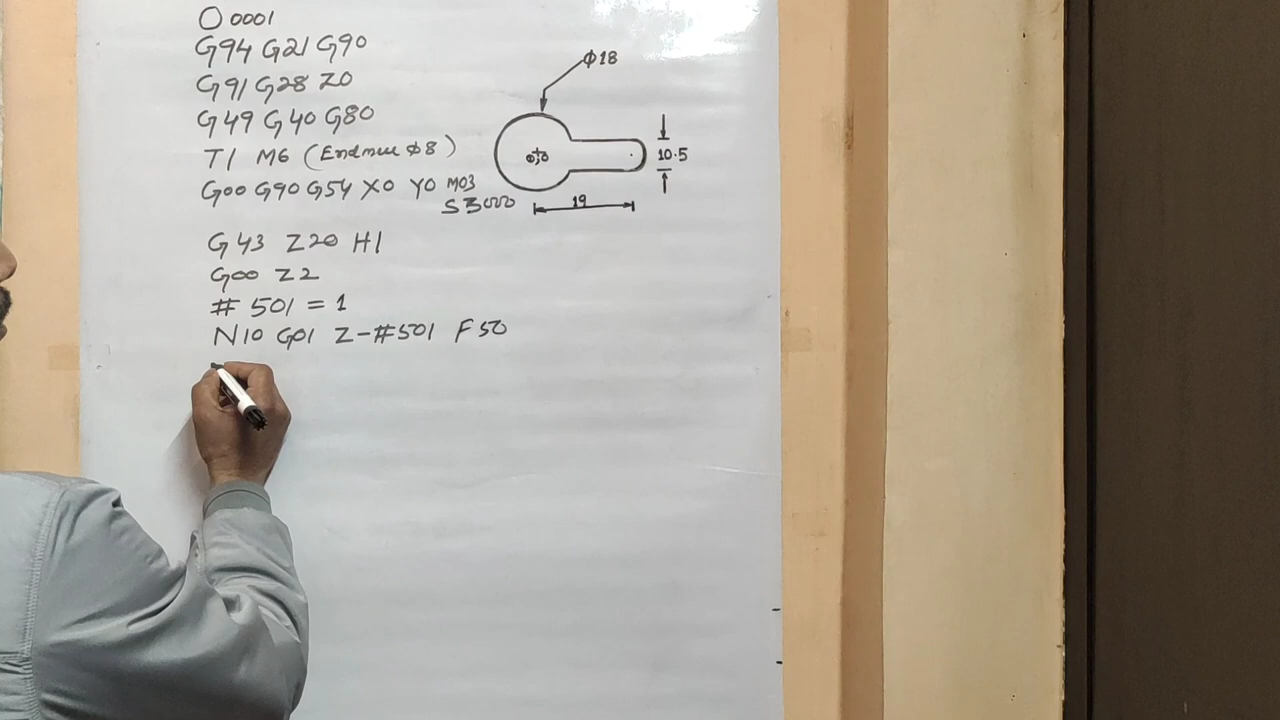 O 0001
G94 G21 G90
G91 G28 Z0
G49 G40 G80
T1 M6 (Endmill Φ8)
G00 G90 G54 X0 Y0 M03
S3000
G43 Z20 H1
G00 Z2
# 501 = 1
N10 G01 Z-#501 F50
Φ18
10.5
19